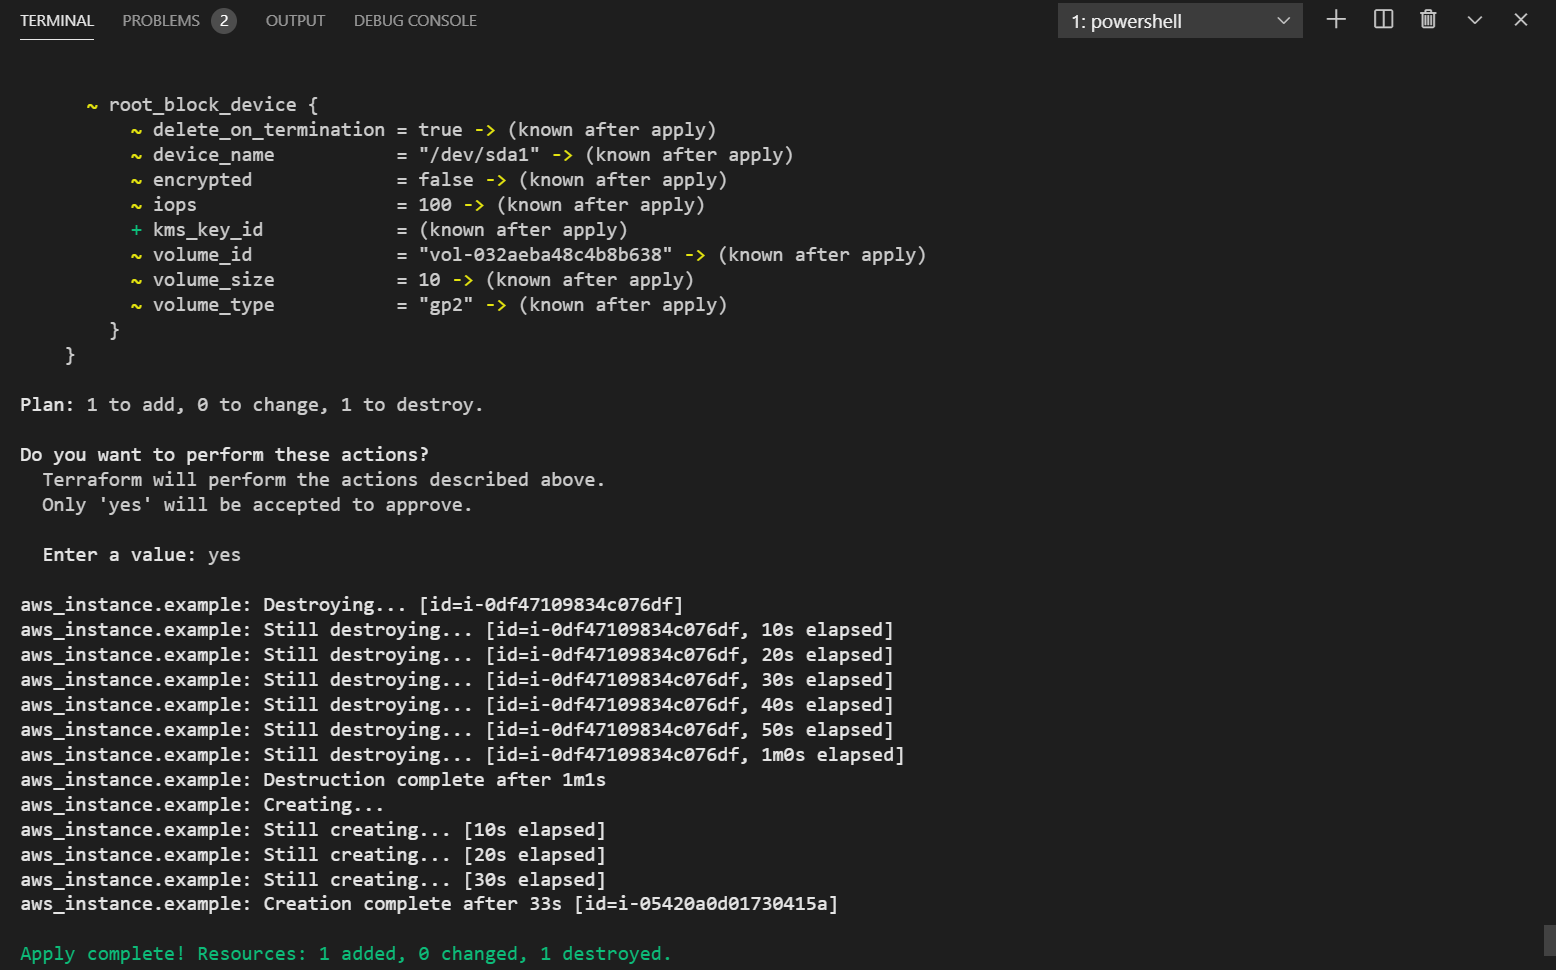 TERMINAL PROBLEMS 2 OUTPUT DEBUG CONSOLE 1: powershell
~ root_block_device {
~ delete_on_termination = true -> (known after apply)
~ device_name = "/dev/sda1" -> (known after apply)
~ encrypted = false -> (known after apply)
~ iops = 100 -> (known after apply)
+ kms_key_id = (known after apply)
~ volume_id = "vol-032aeba48c4b8b638" -> (known after apply)
~ volume_size = 10 -> (known after apply)
~ volume_type = "gp2" -> (known after apply)
}
}
Plan: 1 to add, 0 to change, 1 to destroy.
Do you want to perform these actions?
Terraform will perform the actions described above.
Only 'yes' will be accepted to approve.
Enter a value: yes
aws_instance.example: Destroying... [id=i-0df47109834c076df]
aws_instance.example: Still destroying... [id=i-0df47109834c076df, 10s elapsed]
aws_instance.example: Still destroying... [id=i-0df47109834c076df, 20s elapsed]
aws_instance.example: Still destroying... [id=i-0df47109834c076df, 30s elapsed]
aws_instance.example: Still destroying... [id=i-0df47109834c076df, 40s elapsed]
aws_instance.example: Still destroying... [id=i-0df47109834c076df, 50s elapsed]
aws_instance.example: Still destroying... [id=i-0df47109834c076df, 1m0s elapsed]
aws_instance.example: Destruction complete after 1m1s
aws_instance.example: Creating...
aws_instance.example: Still creating... [10s elapsed]
aws_instance.example: Still creating... [20s elapsed]
aws_instance.example: Still creating... [30s elapsed]
aws_instance.example: Creation complete after 33s [id=i-05420a0d01730415a]
Apply complete! Resources: 1 added, 0 changed, 1 destroyed.